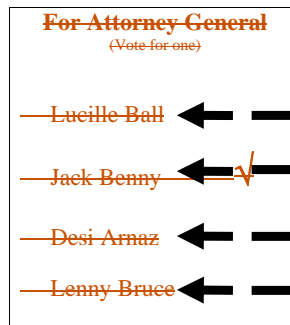 For Attorney General
(Vote for one)
Lucille Ball
Jack Benny √
Desi Arnaz
Lenny Bruce